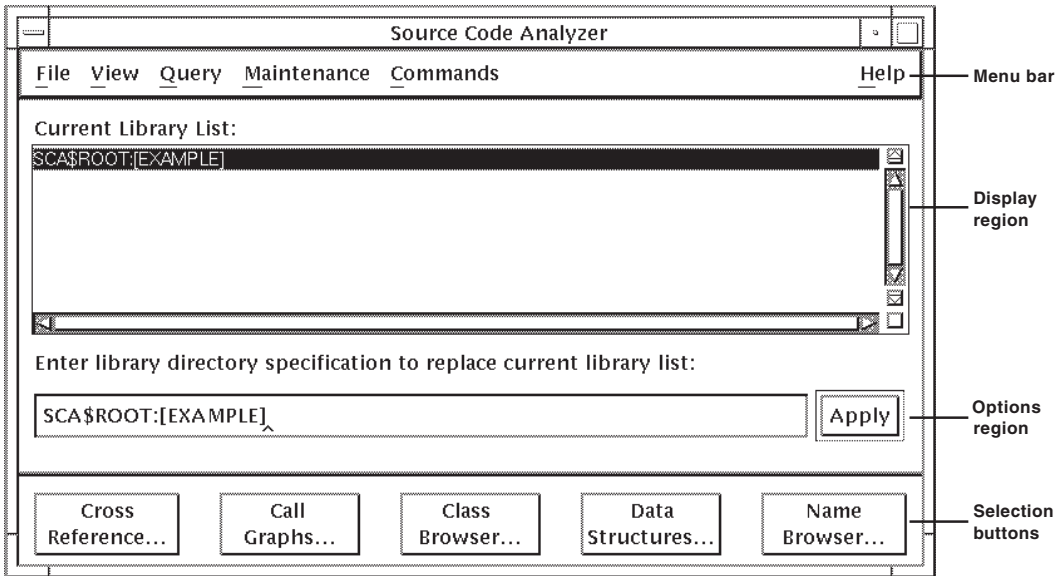 Source Code Analyzer
File View Query Maintenance Commands Help
Menu bar
Current Library List:
SCA$ROOT:[EXAMPLE]
Display
region
Enter library directory specification to replace current library list:
SCA$ROOT:[EXAMPLE]
Apply
Options
region
Cross
Reference...
Call
Graphs...
Class
Browser...
Data
Structures...
Name
Browser...
Selection
buttons